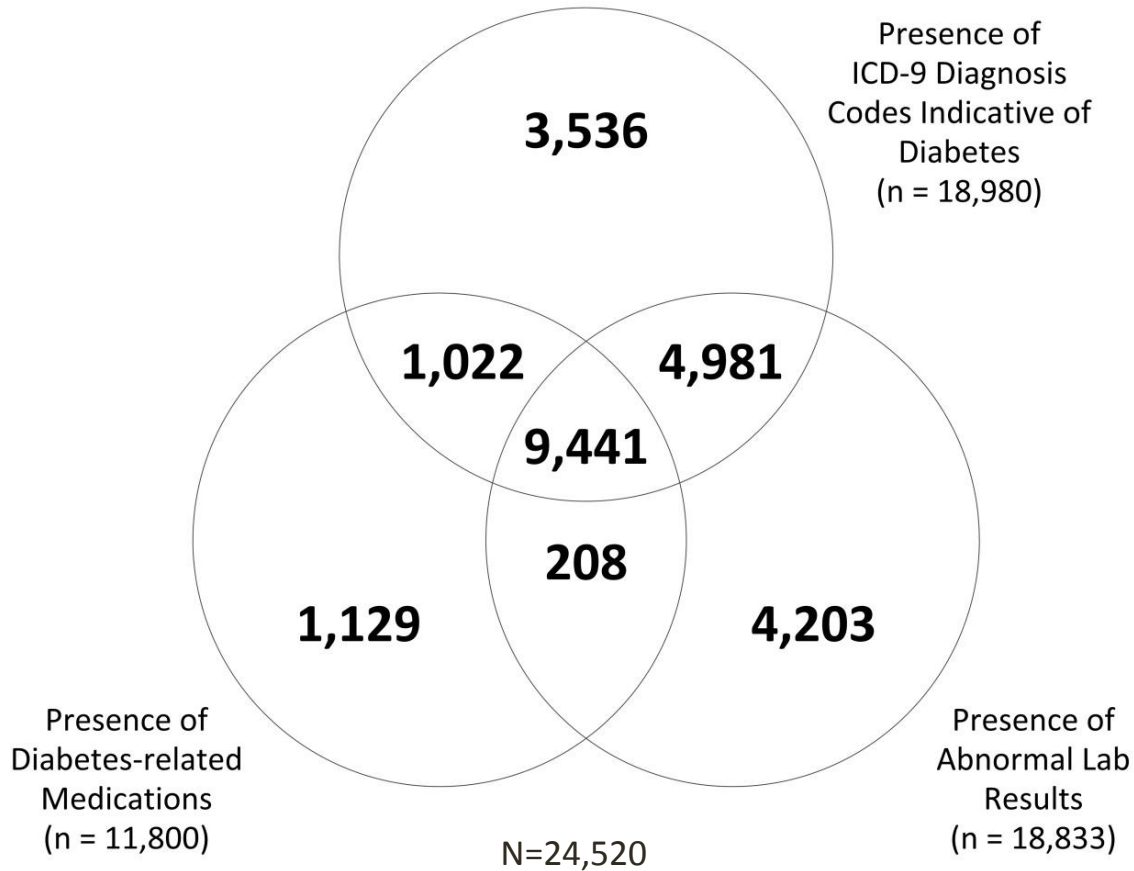 Presence of
ICD-9 Diagnosis
Codes Indicative of
Diabetes
(n = 18,980)
3,536
1,022
4,981
9,441
208
1,129
4,203
Presence of
Diabetes-related
Medications
(n = 11,800)
Presence of
Abnormal Lab
Results
(n = 18,833)
N=24,520